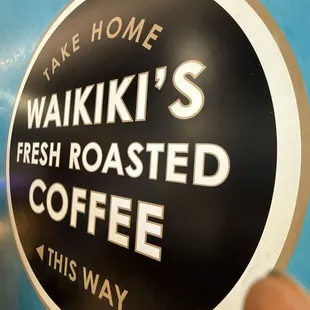 TAKE HOME
WAIKIKI'S
FRESH ROASTED
COFFEE
◀THIS WAY